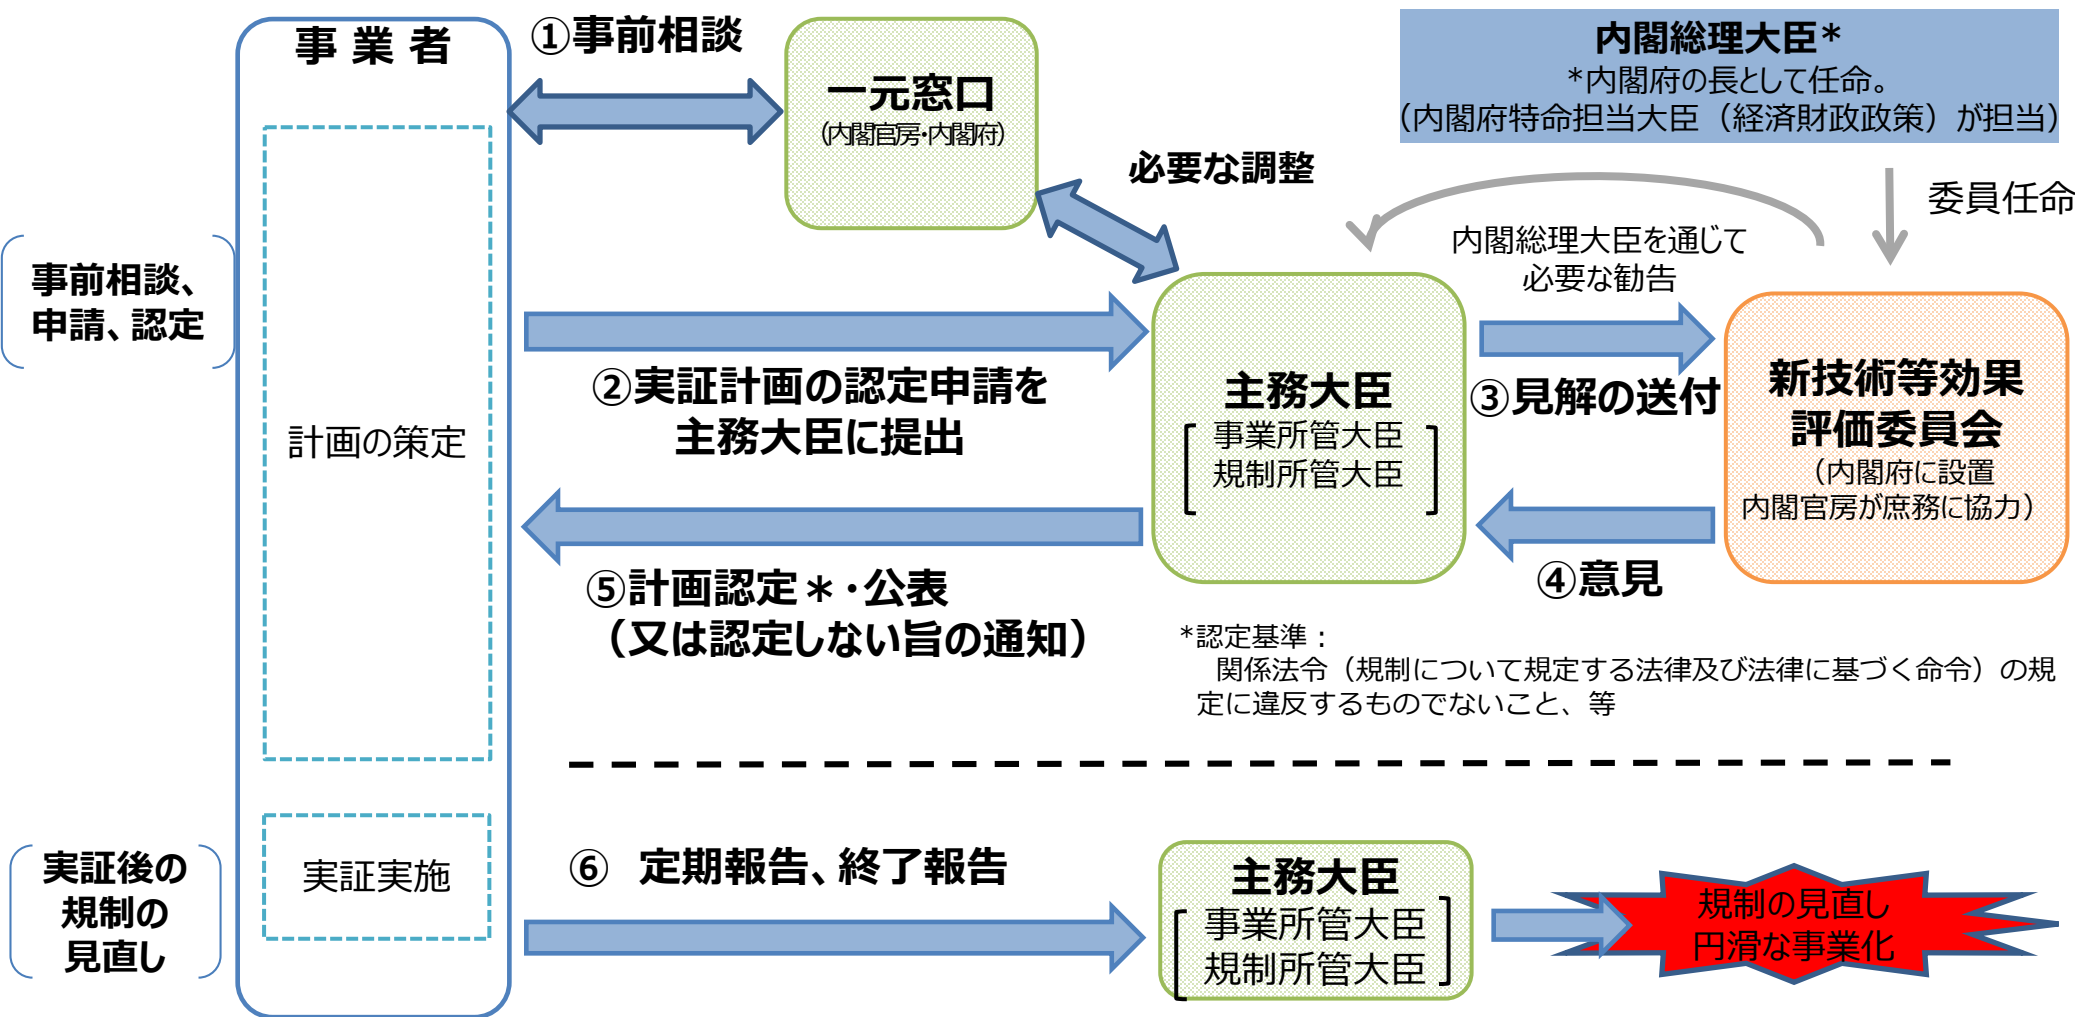 事 業 者
①事前相談
一元窓口
（内閣官房・内閣府）
内閣総理大臣*
*内閣府の長として任命。
（内閣府特命担当大臣（経済財政政策）が担当）
必要な調整
委員任命
内閣総理大臣を通じて
必要な勧告
事前相談、
申請、認定
計画の策定
②実証計画の認定申請を
主務大臣に提出
主務大臣
事業所管大臣
規制所管大臣
③見解の送付
新技術等効果
評価委員会
（内閣府に設置
内閣官房が庶務に協力）
④意見
⑤計画認定＊・公表
（又は認定しない旨の通知）
*認定基準：
関係法令（規制について規定する法律及び法律に基づく命令）の規
定に違反するものでないこと、等
実証後の
規制の
見直し
実証実施
⑥ 定期報告、終了報告
主務大臣
事業所管大臣
規制所管大臣
規制の見直し
円滑な事業化